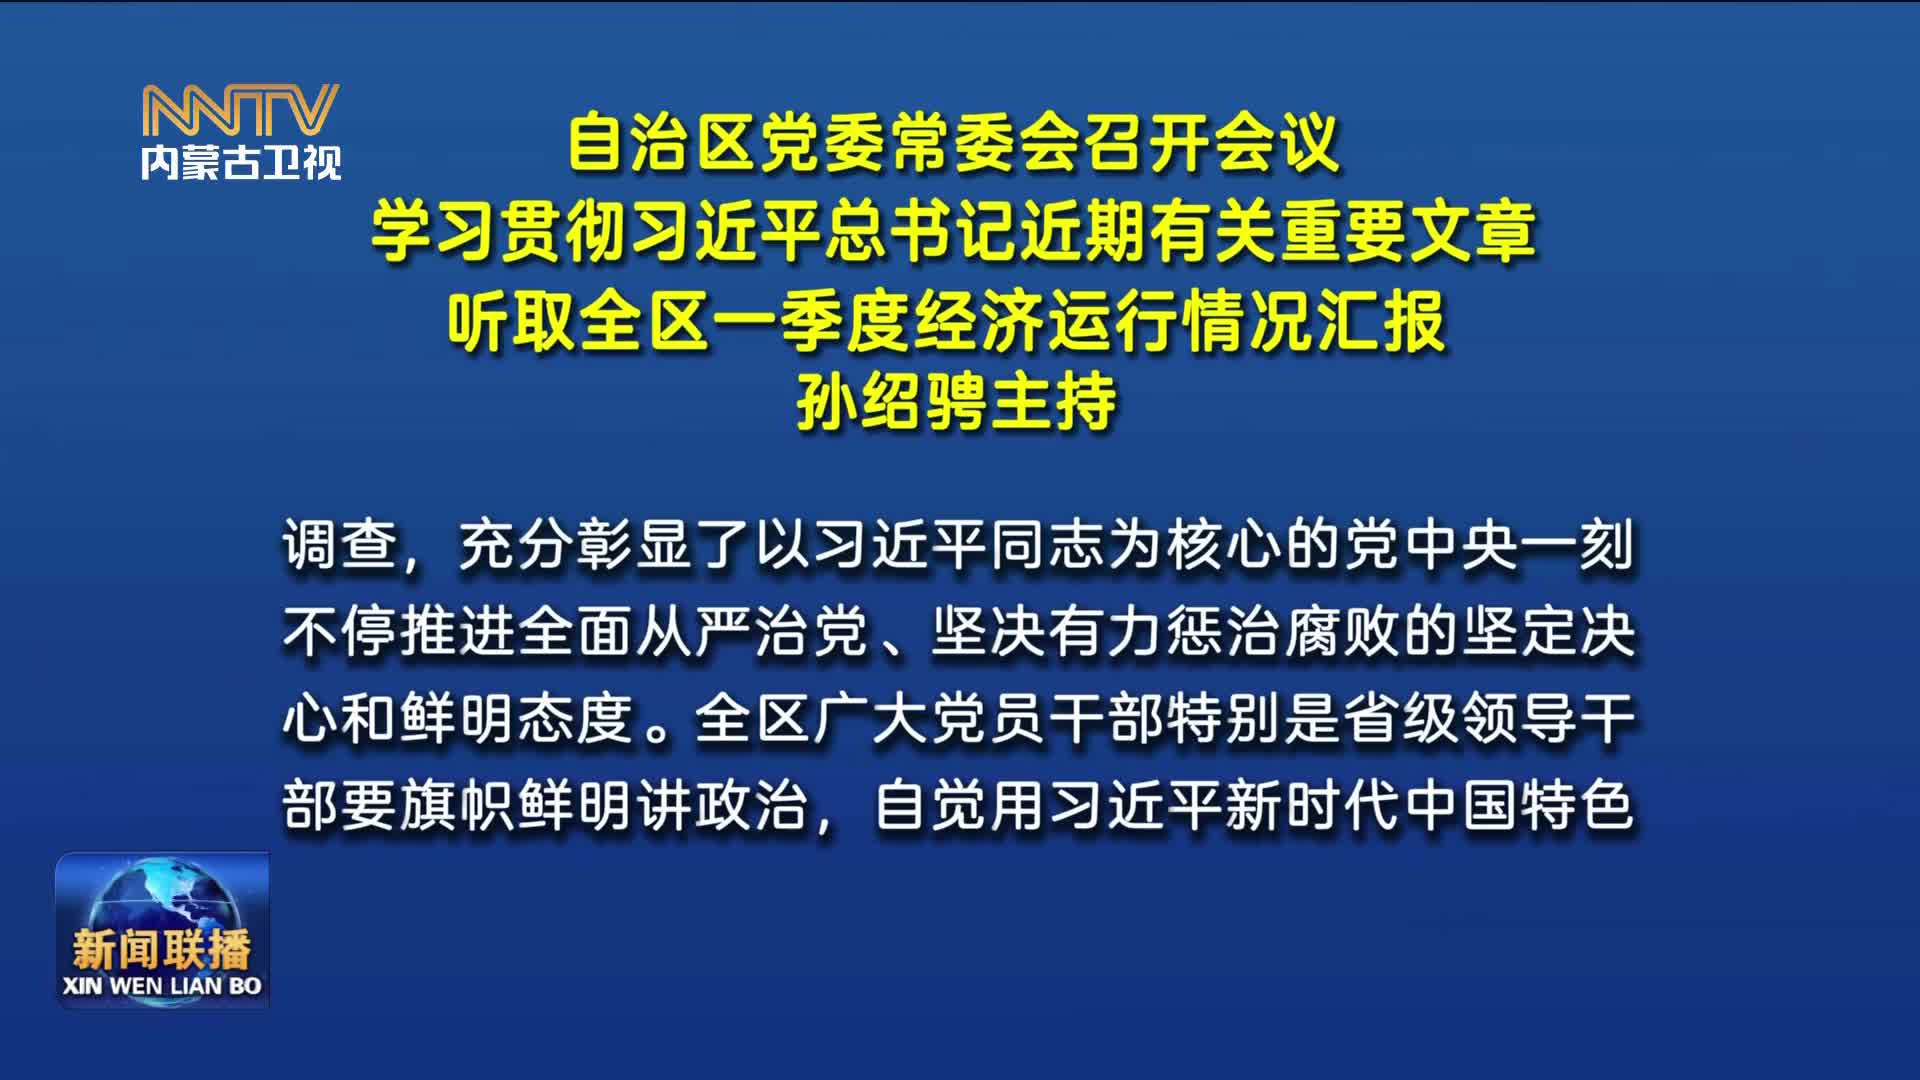 NNTV
内蒙古卫视
自治区党委常委会召开会议
学习贯彻习近平总书记近期有关重要文章
听取全区一季度经济运行情况汇报
孙绍骋主持
调查，充分彰显了以习近平同志为核心的党中央一刻
不停推进全面从严治党、坚决有力惩治腐败的坚定决
心和鲜明态度。全区广大党员干部特别是省级领导干
部要旗帜鲜明讲政治，自觉用习近平新时代中国特色
新闻联播
XIN WEN LIAN BO